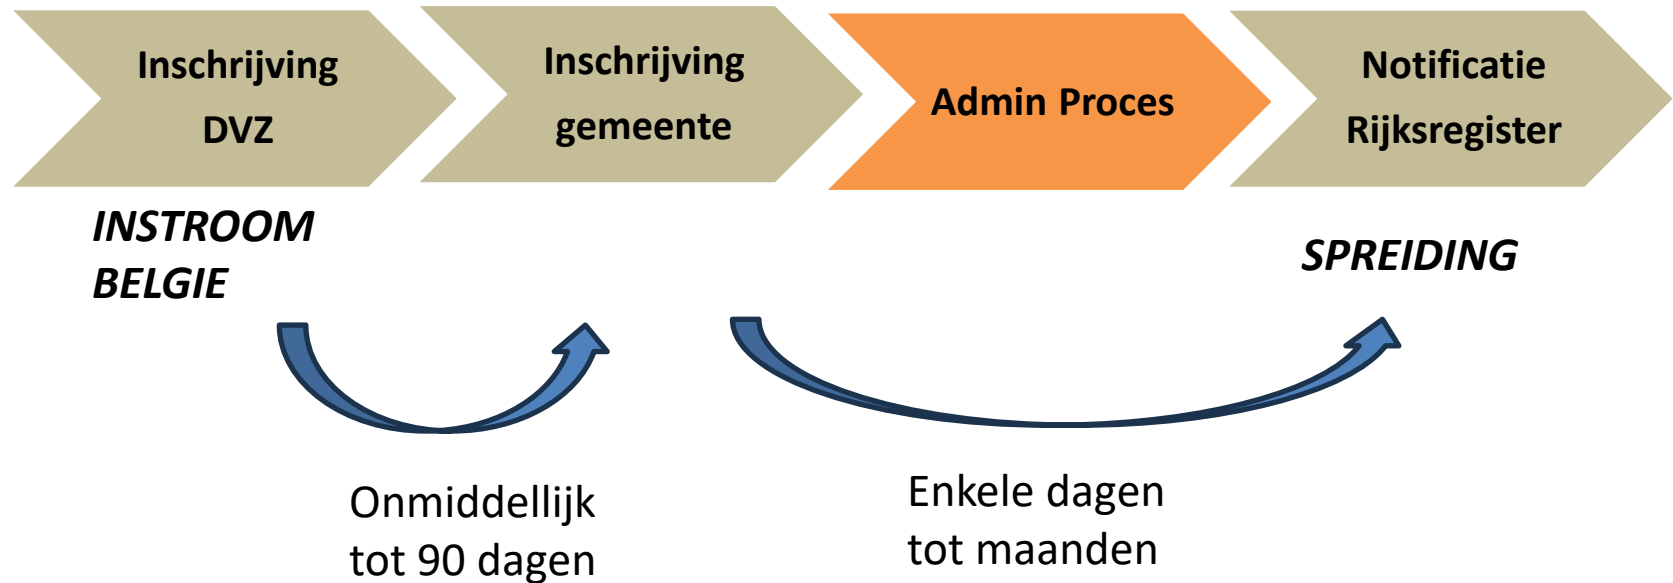 Inschrijving
DVZ
Inschrijving
gemeente
Admin Proces
Notificatie
Rijksregister
INSTROOM
BELGIE
SPREIDING
Onmiddellijk
tot 90 dagen
Enkele dagen
tot maanden